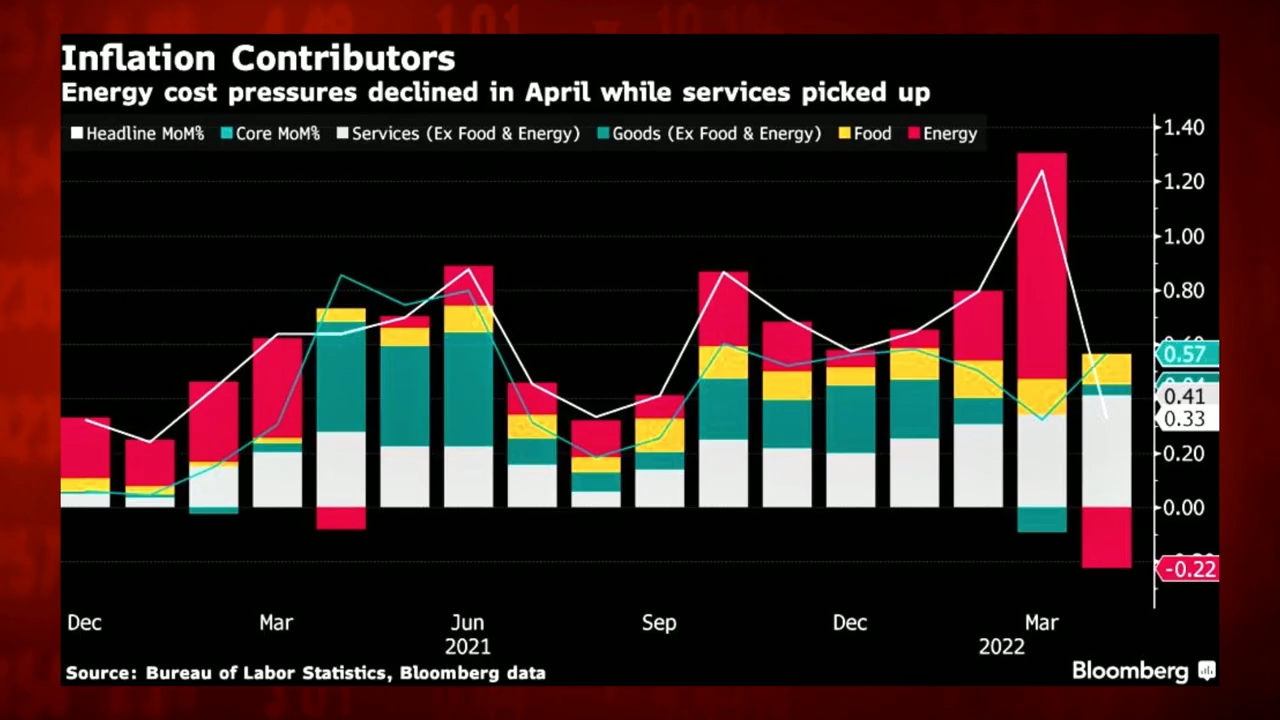 Inflation Contributors
Energy cost pressures declined in April while services picked up
Headline MoM% Core MoM% Services (Ex Food & Energy) Goods (Ex Food & Energy) Food Energy
1.40
1.20
1.00
0.80
0.57
0.41
0.33
0.20
0.00
-0.22
Dec Mar Jun Sep Dec Mar
2021 2022
Source: Bureau of Labor Statistics, Bloomberg data
Bloomberg